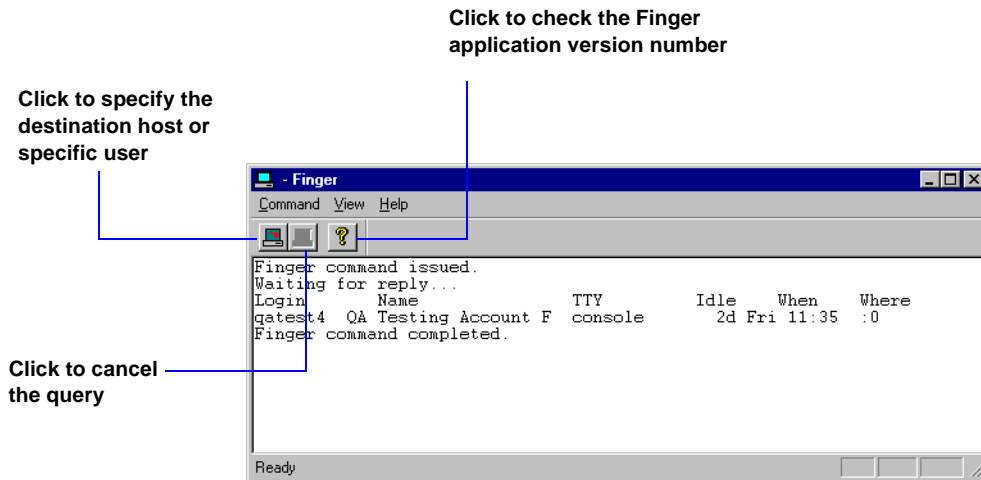 Click to check the Finger
application version number
Click to specify the
destination host or
specific user
- Finger
Command View Help
Finger command issued.
Waiting for reply...
Login Name TTY Idle When Where
qatest4 QA Testing Account F console 2d Fri 11:35 :0
Finger command completed.
Click to cancel
the query
Ready